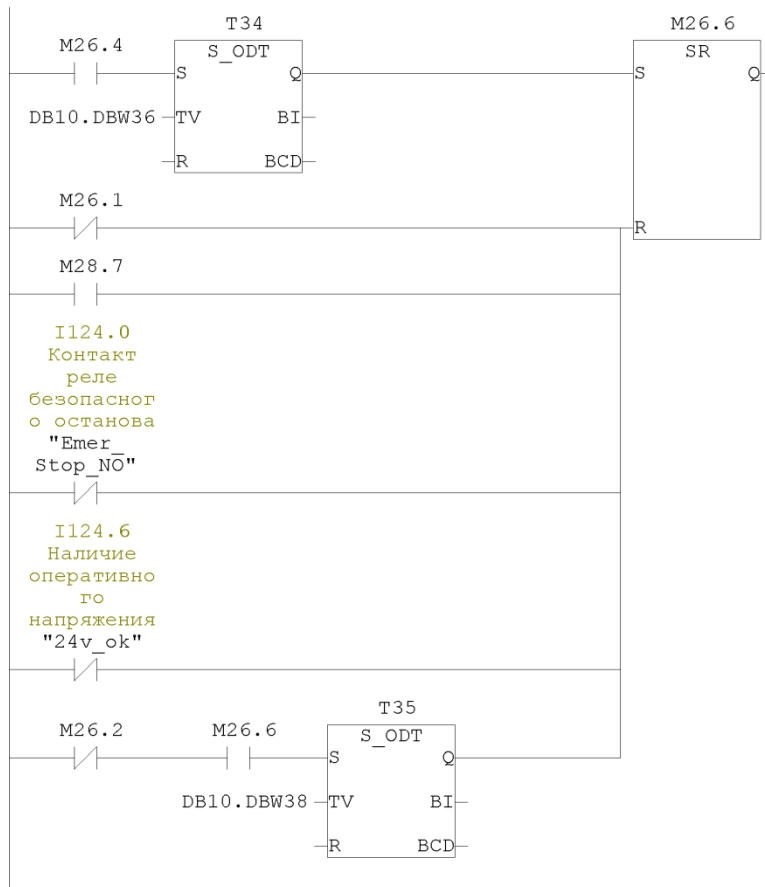 T34
M26.6
M26.4
S_ODT
SR
S
Q
S
Q
DB10.DBW36
TV
BI
R
BCD
M26.1
R
M28.7
I124.0
Контакт
реле
безопасног
о останова
"Emer_
Stop_NO"
I124.6
Наличие
оперативно
го
напряжения
"24v_ok"
T35
M26.2
M26.6
S_ODT
S
Q
DB10.DBW38
TV
BI
R
BCD